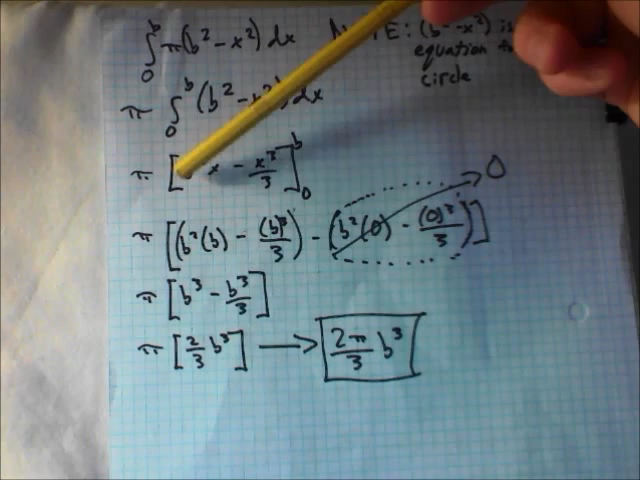 ∫₀ᵇ π(b² - x²) dx
NOTE: (b² - x²) is
equation
circle
π ∫₀ᵇ (b² - x²) dx
π [ x - x³/3 ]₀ᵇ
π [(b²(b) - (b)³/3) - (b²(0) - (0)³/3)] 0
π [b³ - b³/3]
π [2/3 b³] → 2π/3 b³